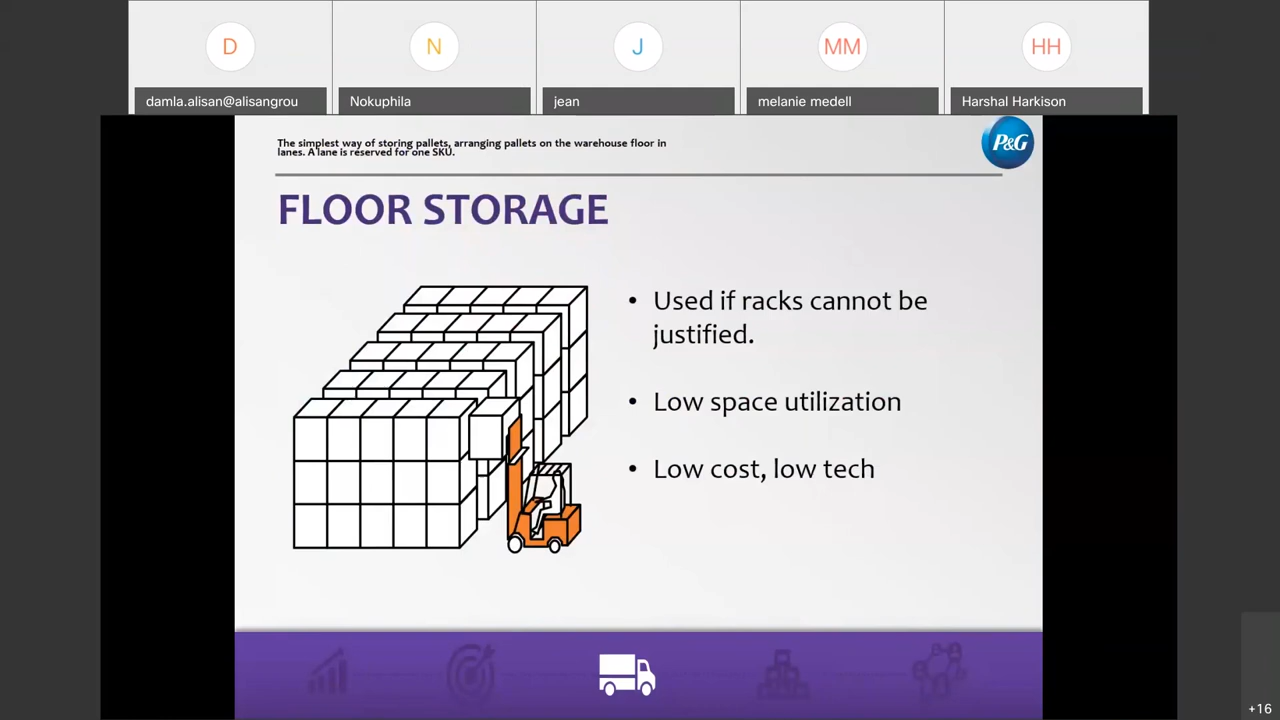 D
N
J
MM
HH
damla.alisan@alisangrou
Nokuphila
jean
melanie medell
Harshal Harkison
The simplest way of storing pallets, arranging pallets on the warehouse floor in
lanes. A lane is reserved for one SKU.
P&G
FLOOR STORAGE
• Used if racks cannot be
justified.
• Low space utilization
• Low cost, low tech
+16